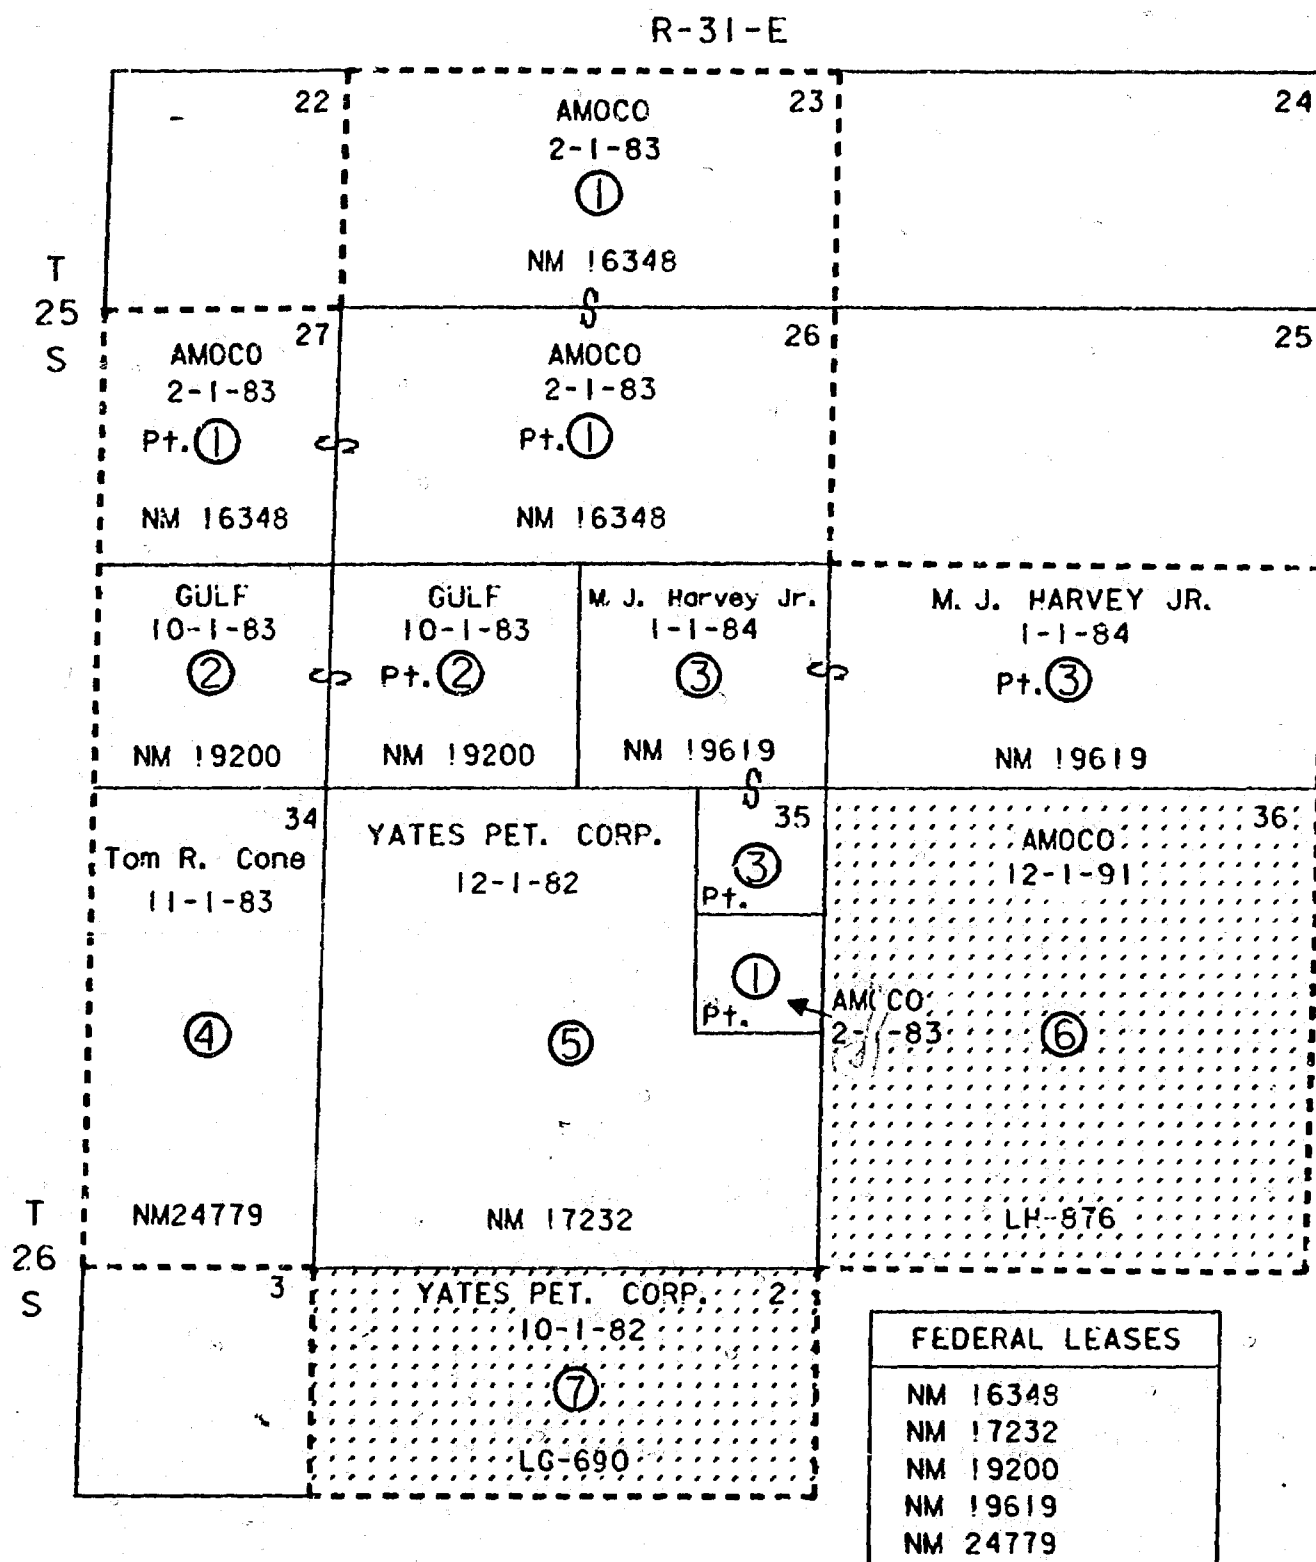 R-31-E
22
AMOCO
2-1-83
1
NM 16348
23
24
T
25
S
27
AMOCO
2-1-83
Pt. 1
NM 16348
26
AMOCO
2-1-83
Pt. 1
NM 16348
25
GULF
10-1-83
2
NM 19200
GULF
10-1-83
Pt. 2
NM 19200
M. J. Harvey Jr.
1-1-84
3
NM 19619
M. J. HARVEY JR.
1-1-84
Pt. 3
NM 19619
34
Tom R. Cone
11-1-83
4
NM24779
YATES PET. CORP.
12-1-82
5
NM 17232
35
3
Pt.
1
Pt.
AMOCO
2-1-83
36
AMOCO
12-1-91
6
LH-876
T
26
S
3
YATES PET. CORP.
10-1-82
7
LG-690
2
FEDERAL LEASES
NM 16348
NM 17232
NM 19200
NM 19619
NM 24779